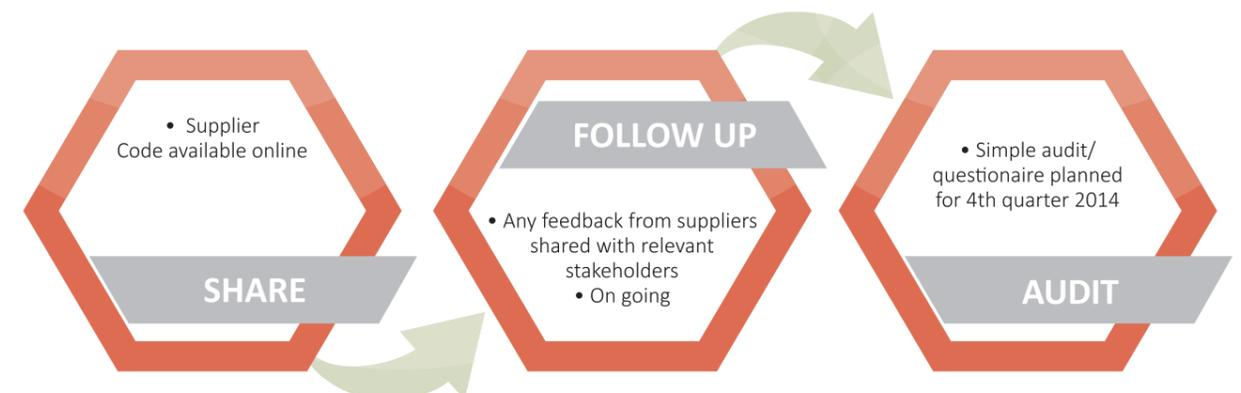 • Supplier
Code available online
SHARE
FOLLOW UP
• Any feedback from suppliers
shared with relevant
stakeholders
• On going
• Simple audit/
questionaire planned
for 4th quarter 2014
AUDIT